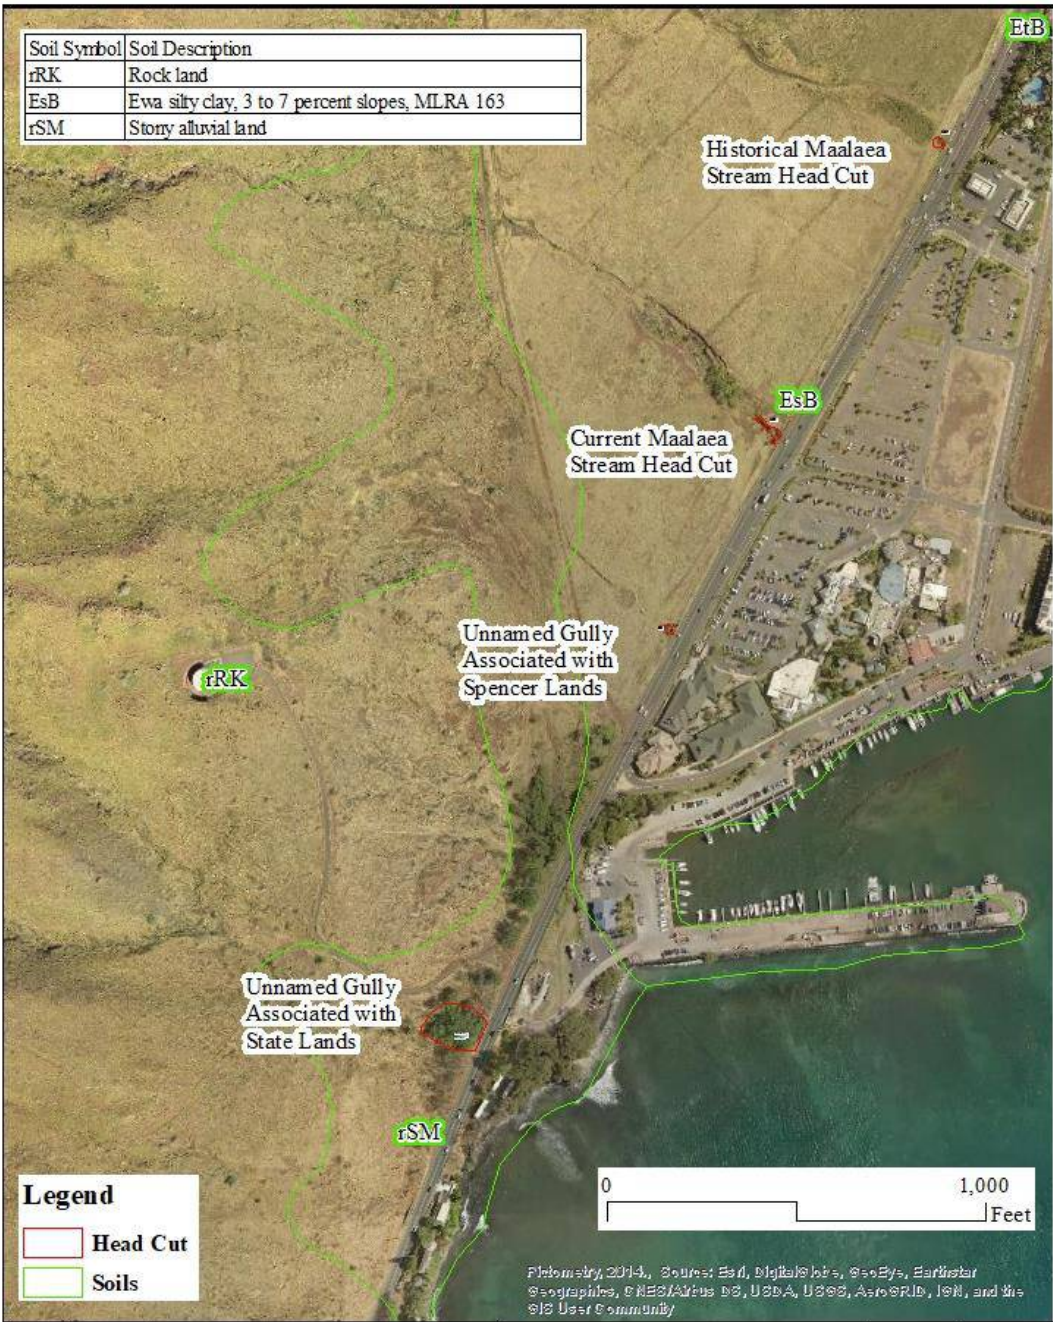 Soil Symbol Soil Description
rRK Rock land
EsB Ewa silty clay, 3 to 7 percent slopes, MLRA 163
rSM Stony alluvial land
EtB
Historical Maalaea
Stream Head Cut
EsB
Current Maalaea
Stream Head Cut
Unnamed Gully
Associated with
Spencer Lands
rRK
Unnamed Gully
Associated with
State Lands
rSM
Legend
Head Cut
Soils
0 1,000
Feet
Pictometry, 2014., Source: Esri, DigitalGlobe, GeoEye, Earthstar
Geographics, CNES/Airbus DS, USDA, USGS, AeroGRID, IGN, and the
GIS User Community